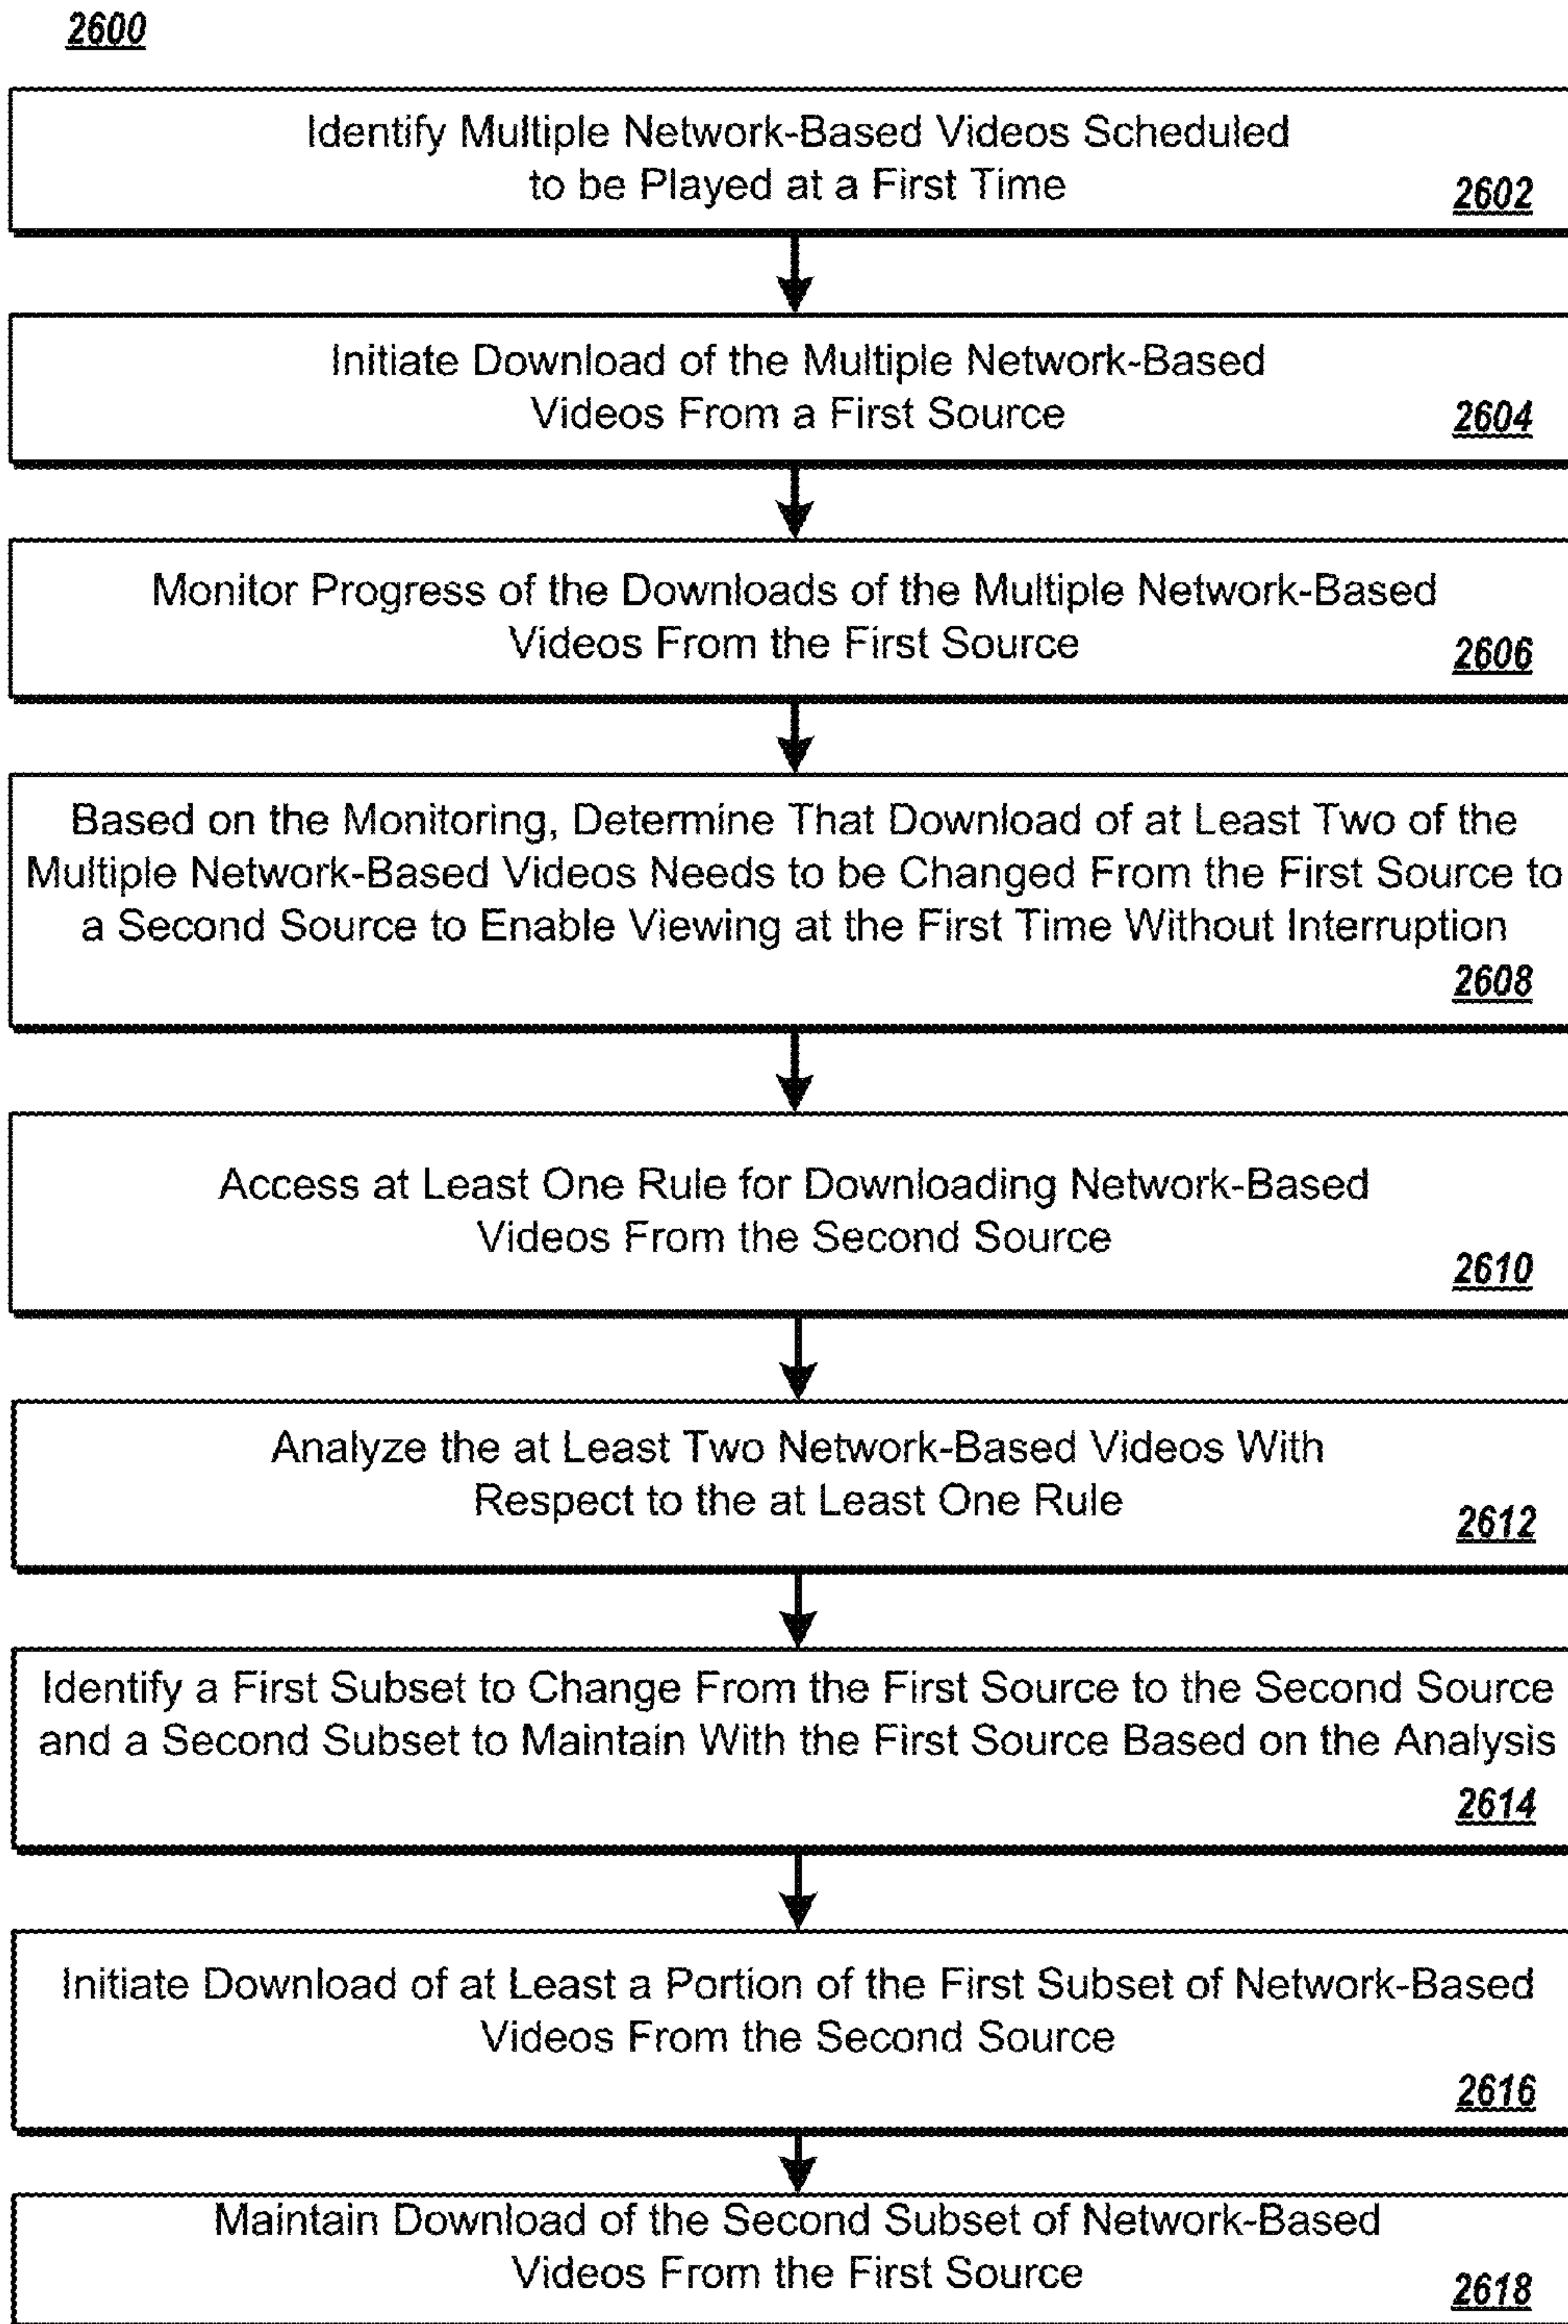 2600
Identify Multiple Network-Based Videos Scheduled
to be Played at a First Time
2602
Initiate Download of the Multiple Network-Based
Videos From a First Source
2604
Monitor Progress of the Downloads of the Multiple Network-Based
Videos From the First Source
2606
Based on the Monitoring, Determine That Download of at Least Two of the
Multiple Network-Based Videos Needs to be Changed From the First Source to
a Second Source to Enable Viewing at the First Time Without Interruption
2608
Access at Least One Rule for Downloading Network-Based
Videos From the Second Source
2610
Analyze the at Least Two Network-Based Videos With
Respect to the at Least One Rule
2612
Identify a First Subset to Change From the First Source to the Second Source
and a Second Subset to Maintain With the First Source Based on the Analysis
2614
Initiate Download of at Least a Portion of the First Subset of Network-Based
Videos From the Second Source
2616
Maintain Download of the Second Subset of Network-Based
Videos From the First Source
2618